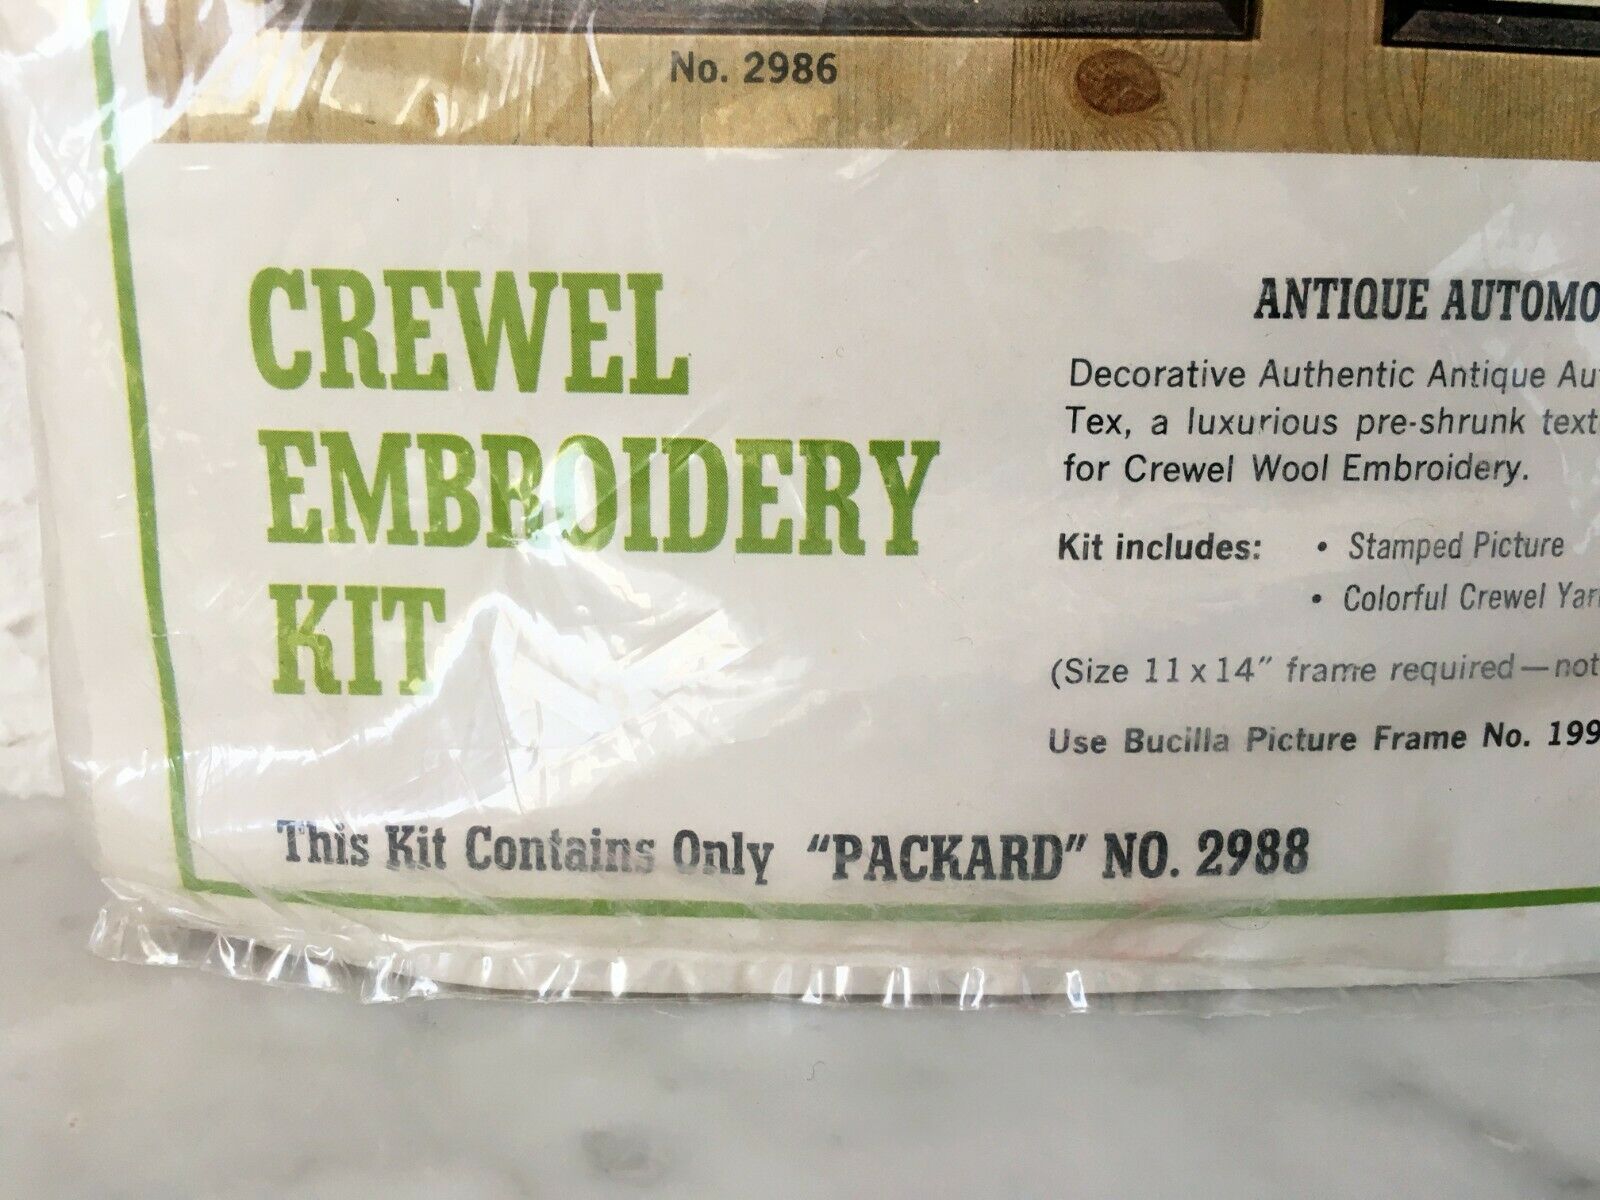 No. 2986
CREWEL
EMBROIDERY
KIT
ANTIQUE AUTOMO
Decorative Authentic Antique Au
Tex, a luxurious pre-shrunk text
for Crewel Wool Embroidery.
Kit includes: • Stamped Picture
• Colorful Crewel Yar
(Size 11 x 14" frame required—not
Use Bucilla Picture Frame No. 199
This Kit Contains Only "PACKARD" NO. 2988